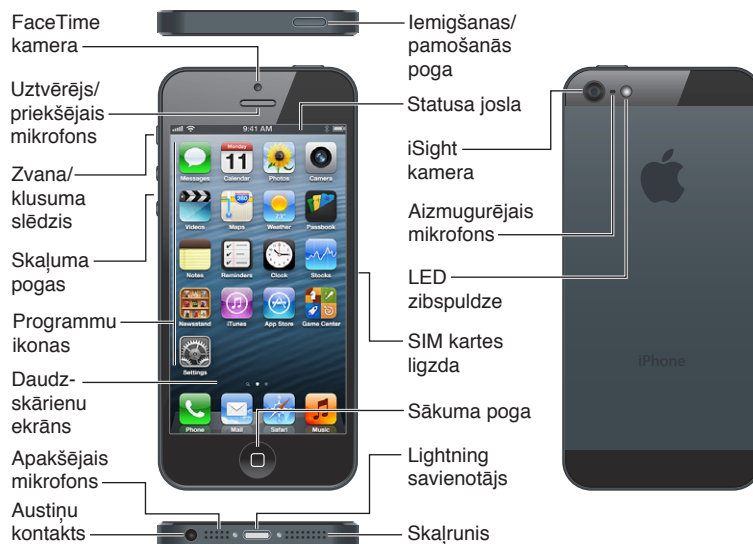 FaceTime
kamera
Uztvērējs/
priekšējais
mikrofons
Zvana/
klusuma
slēdzis
Skaļuma
pogas
Programmu
ikonas
Daudz-
skārienu
ekrāns
Apakšējais
mikrofons
Austiņu
kontakts
9:41 AM
Monday
11
280
73°
Messages Calendar Photos Camera
Videos Maps Weather Passbook
Notes Reminders Clock Stocks
Newsstand iTunes App Store Game Center
Settings
Phone Mail Safari Music
Iemigšanas/
pamošanās
poga
Statusa josla
SIM kartes
ligzda
Sākuma poga
Lightning
savienotājs
Skaļrunis
iSight
kamera
Aizmugurējais
mikrofons
LED
zibspuldze
iPhone